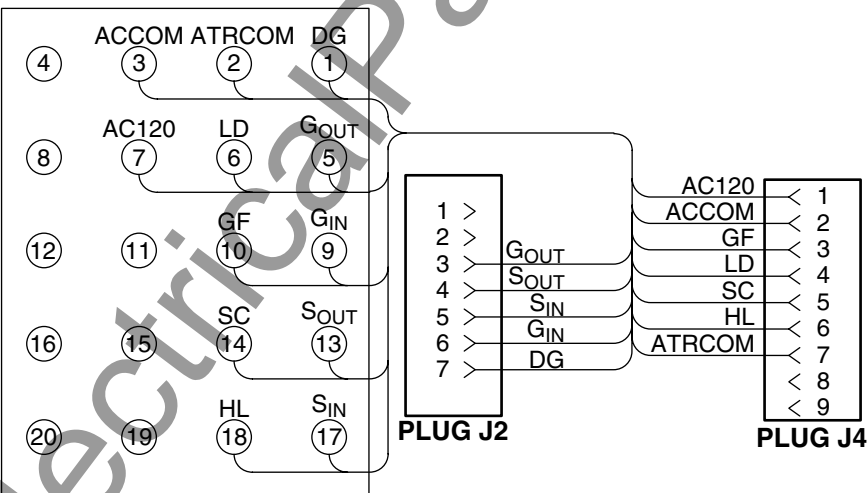 ACCOM ATRCOM DG
4 3 2 1
AC120 LD GOUT
8 7 6 5
GF GIN
12 11 10 9
SC SOUT
16 15 14 13
HL SIN
20 19 18 17
1
2
3 GOUT
4 SOUT
5 SIN
6 GIN
7 DG
PLUG J2
AC120 1
ACCOM 2
GF 3
LD 4
SC 5
HL 6
ATRCOM 7
8
9
PLUG J4